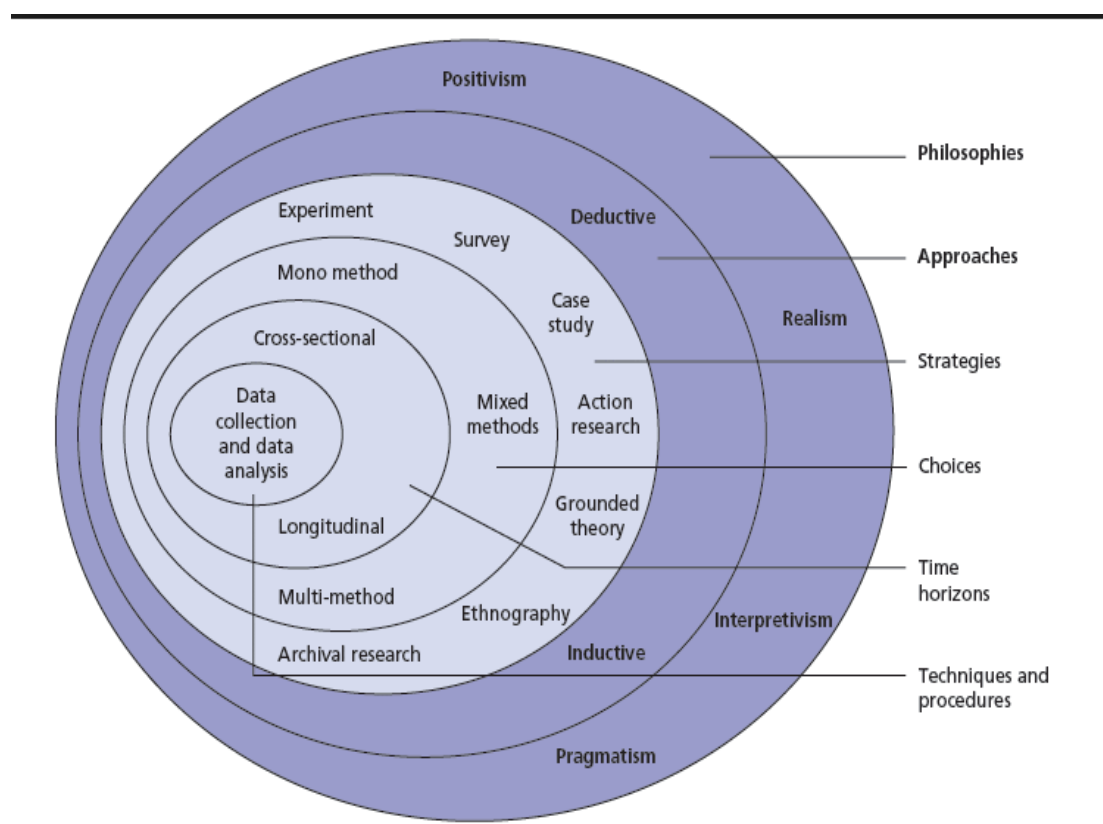 Positivism
Philosophies
Experiment
Deductive
Survey
Approaches
Mono method
Case
study
Realism
Cross-sectional
Strategies
Data
collection
and data
analysis
Mixed
methods
Action
research
Choices
Grounded
theory
Longitudinal
Time
horizons
Multi-method
Ethnography
Interpretivism
Archival research
Inductive
Techniques and
procedures
Pragmatism